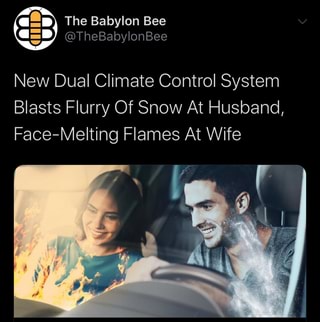 The Babylon Bee
@TheBabylonBee
New Dual Climate Control System
Blasts Flurry Of Snow At Husband,
Face-Melting Flames At Wife